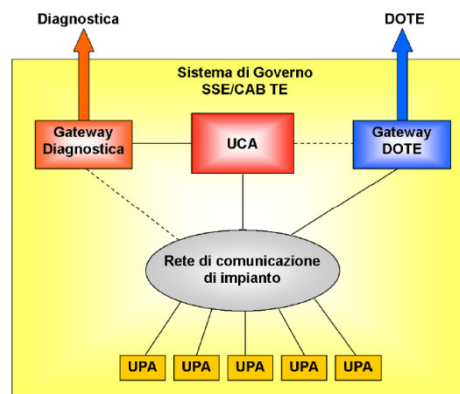 Diagnostica
DOTE
Sistema di Governo
SSE/CAB TE
Gateway
Diagnostica
UCA
Gateway
DOTE
Rete di comunicazione
di impianto
UPA
UPA
UPA
UPA
UPA